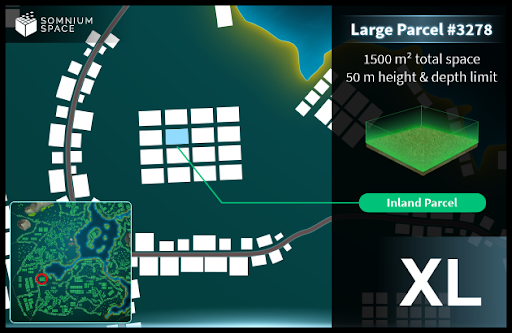 SOMNIUM
SPACE
Large Parcel #3278
1500 m² total space
50 m height & depth limit
Inland Parcel
XL